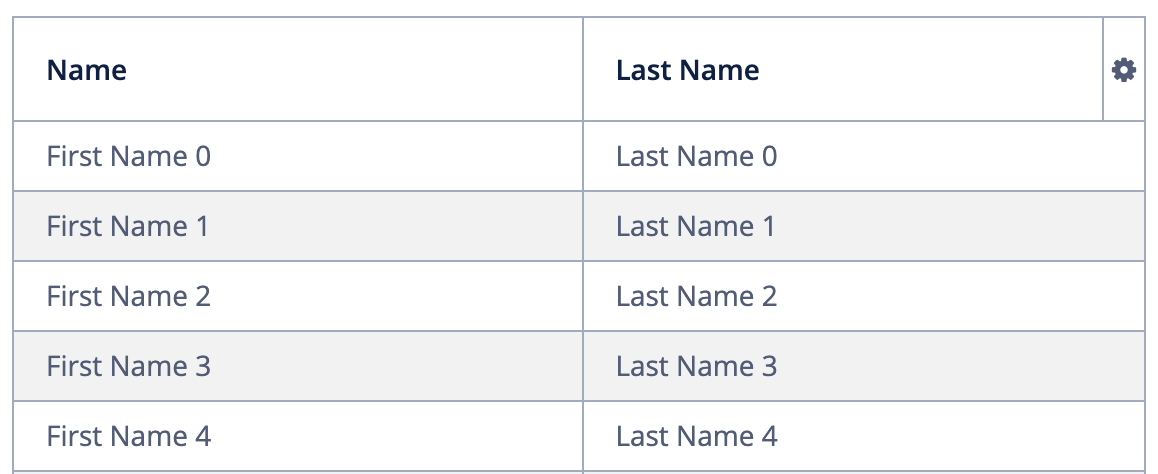 Name Last Name
First Name 0 Last Name 0
First Name 1 Last Name 1
First Name 2 Last Name 2
First Name 3 Last Name 3
First Name 4 Last Name 4